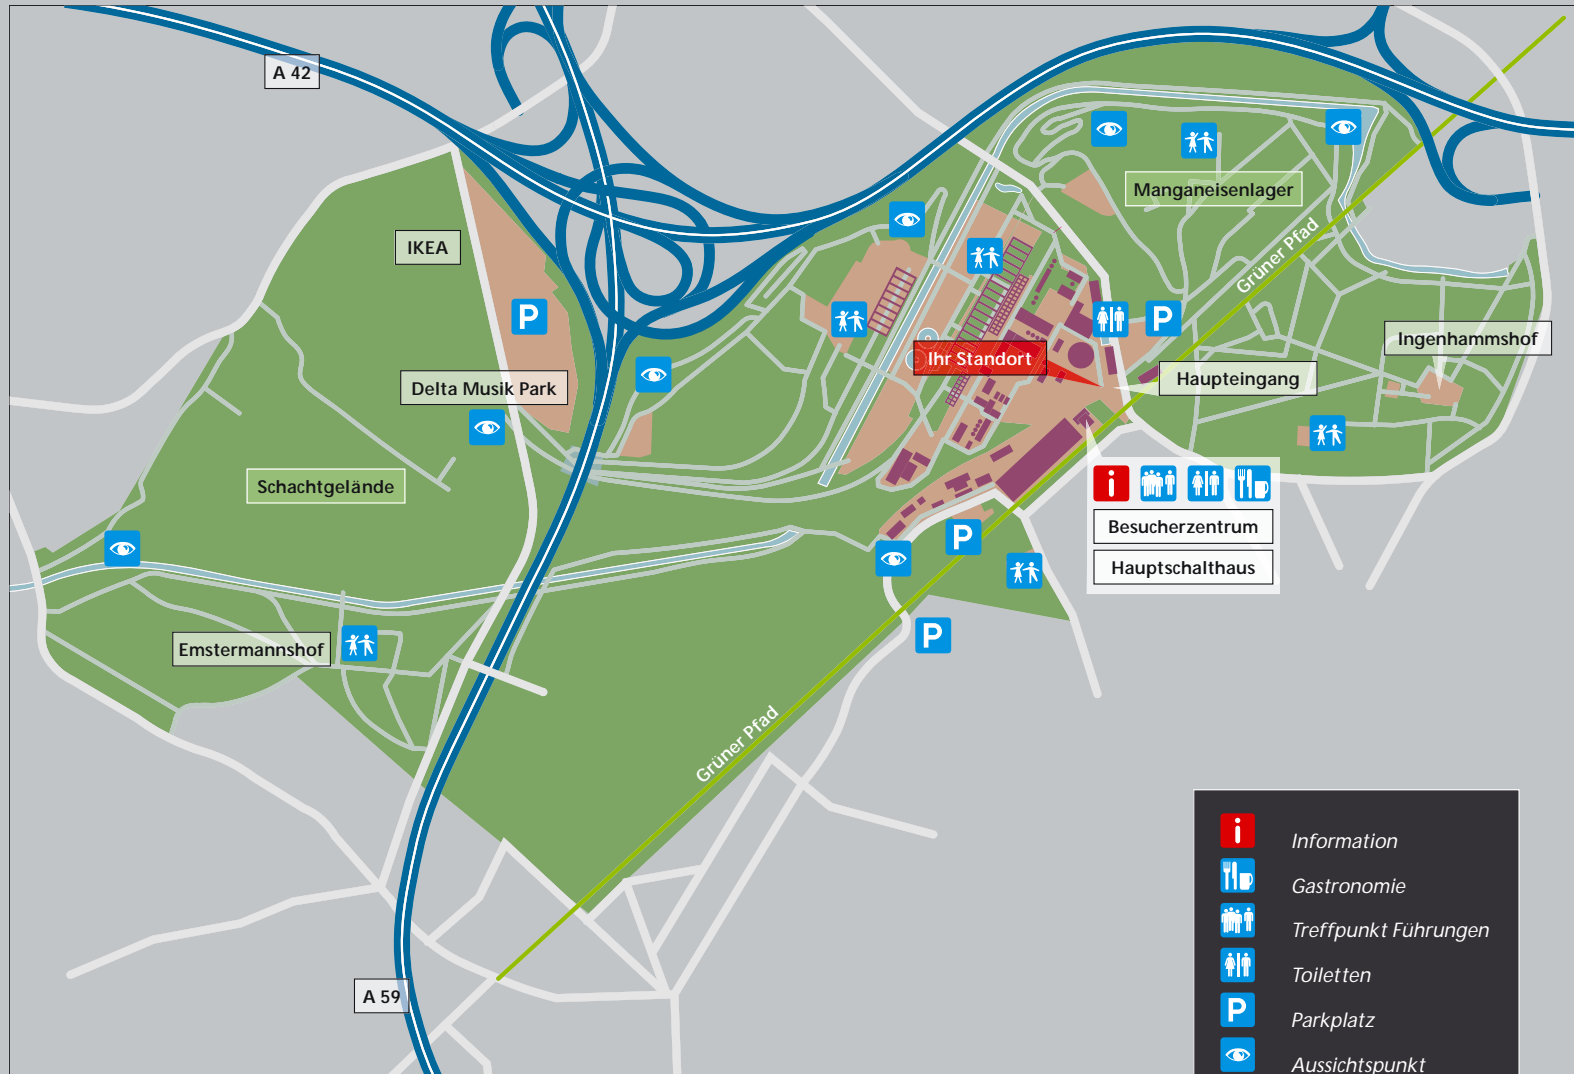 A 42
Manganeisenlager
IKEA
Grüner Pfad
P
P
Ingenhammshof
Ihr Standort
Haupteingang
Delta Musik Park
Schachtgelände
i
Besucherzentrum
P
Hauptschalthaus
P
Emstermannshof
Grüner Pfad
A 59
i Information
Gastronomie
Treffpunkt Führungen
Toiletten
P Parkplatz
Aussichtspunkt